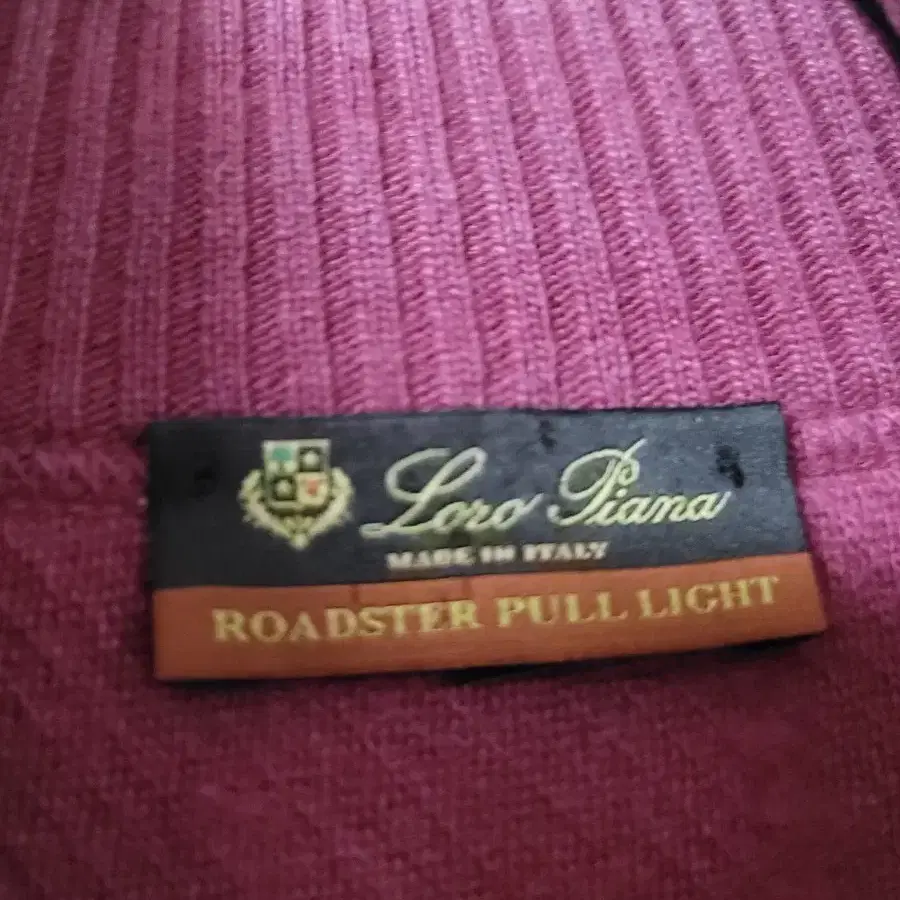 Loro Piana
MADE IN ITALY
ROADSTER PULL LIGHT